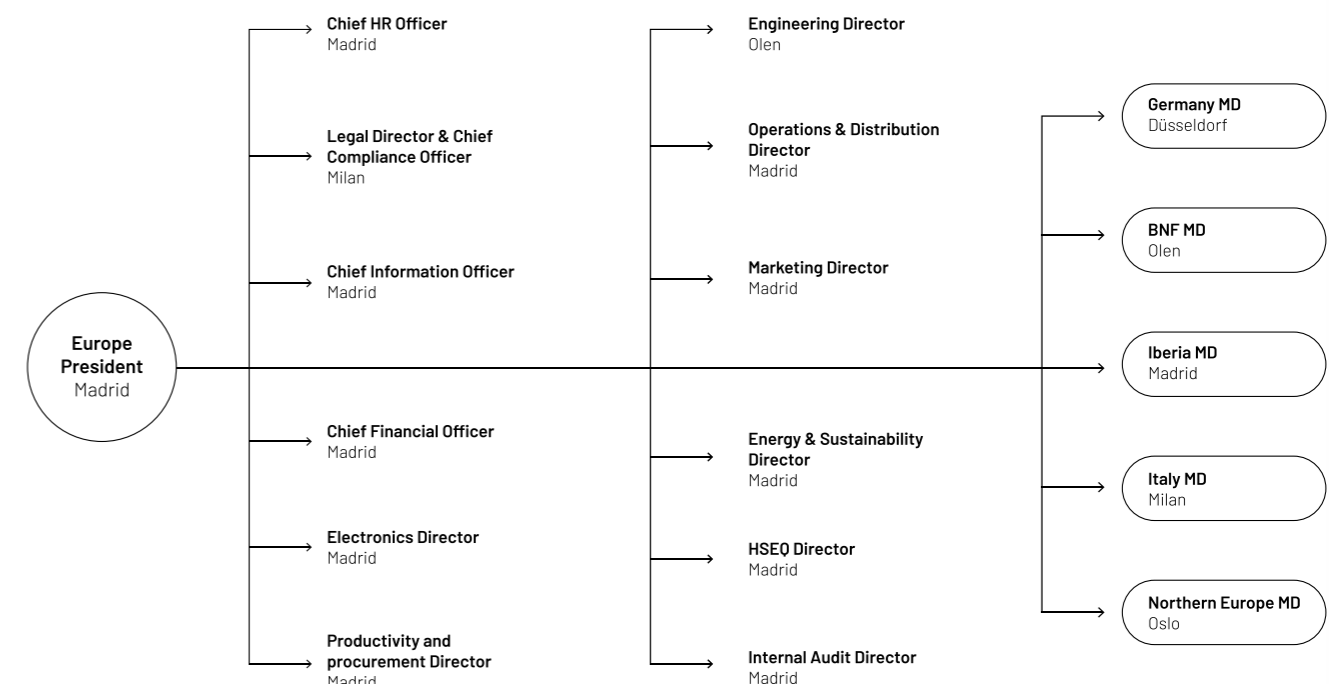 Europe
President
Madrid
Chief HR Officer
Madrid
Legal Director & Chief
Compliance Officer
Milan
Chief Information Officer
Madrid
Chief Financial Officer
Madrid
Electronics Director
Madrid
Productivity and
procurement Director
Madrid
Engineering Director
Olen
Operations & Distribution
Director
Madrid
Marketing Director
Madrid
Energy & Sustainability
Director
Madrid
HSEQ Director
Madrid
Internal Audit Director
Madrid
Germany MD
Düsseldorf
BNF MD
Olen
Iberia MD
Madrid
Italy MD
Milan
Northern Europe MD
Oslo